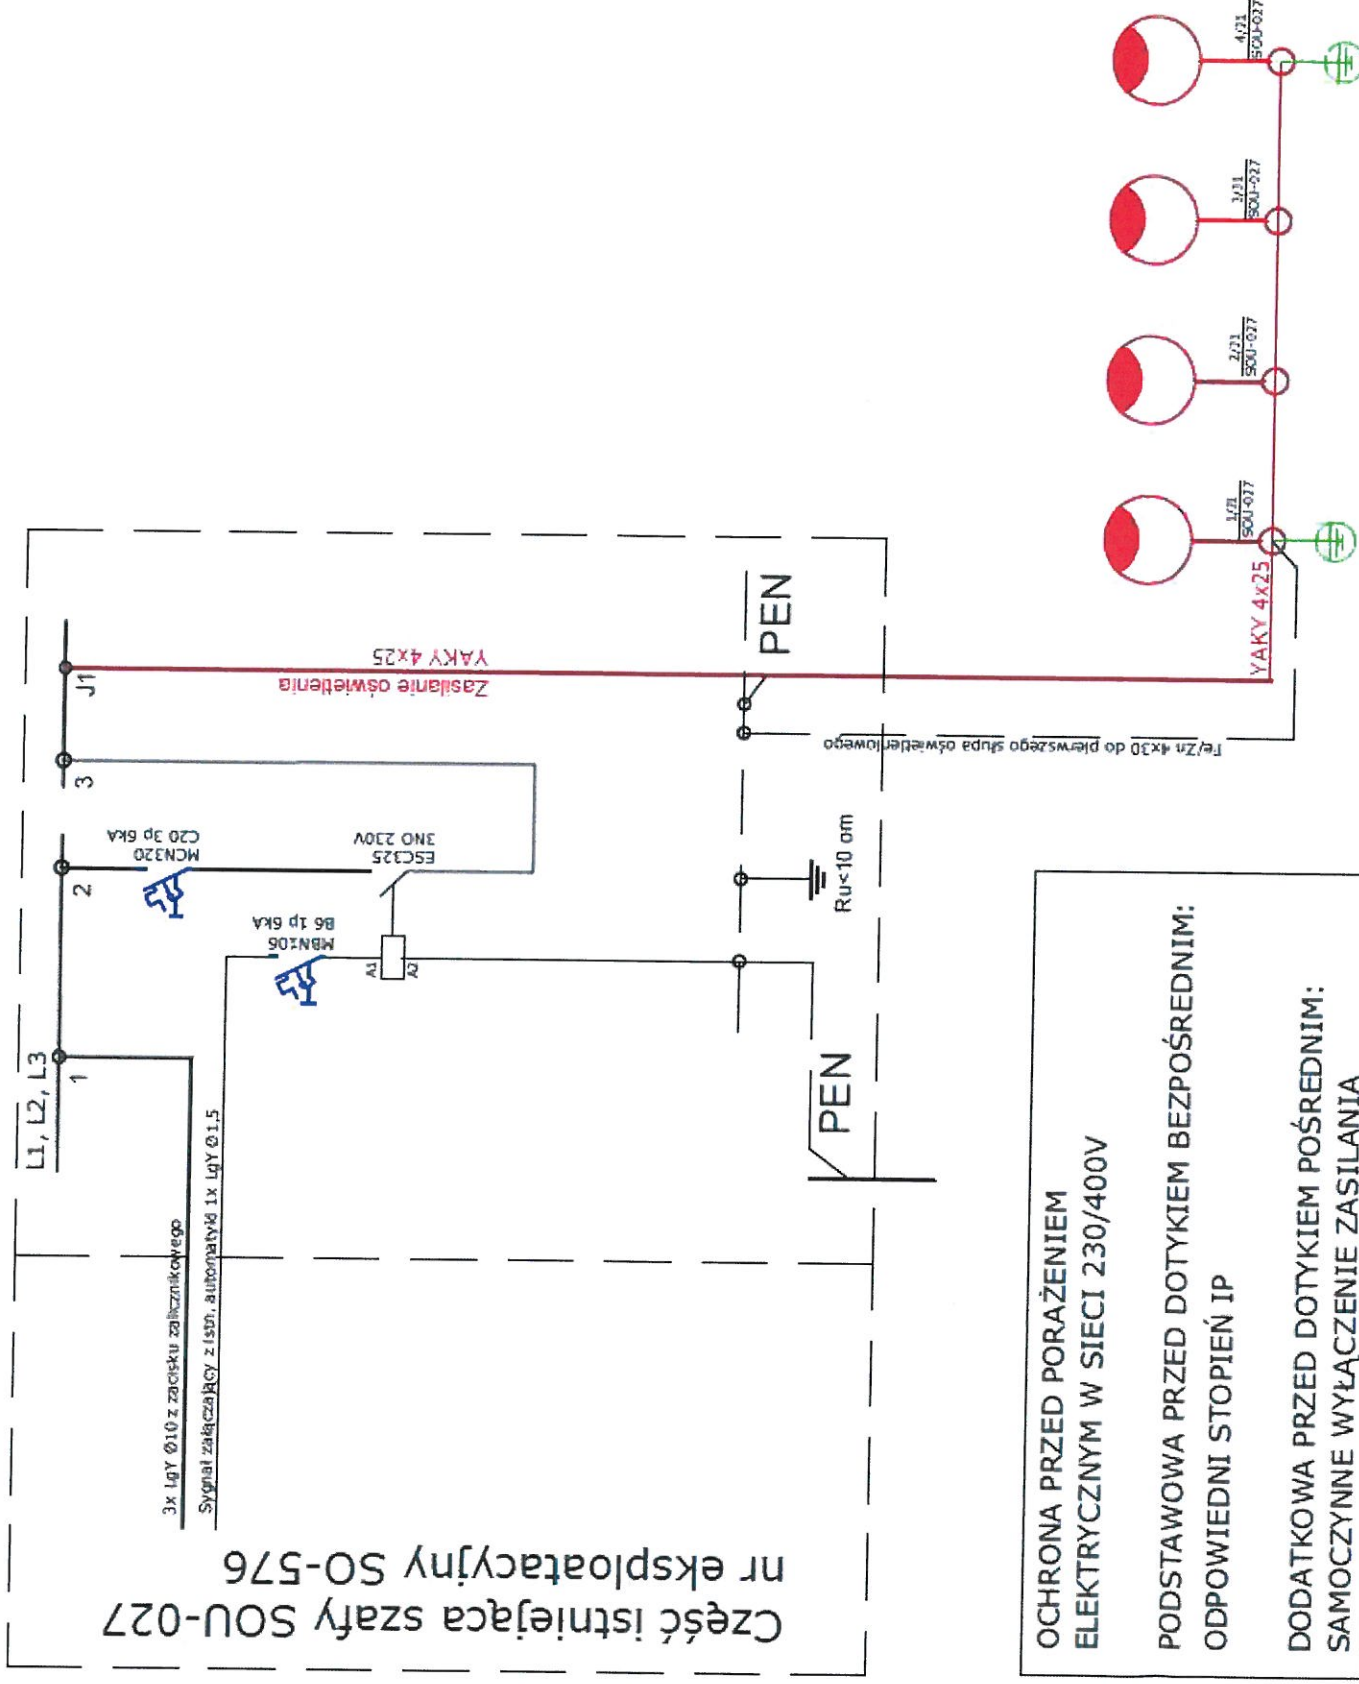 L1, L2, L3
1
2
3
J1
3x LgY Ø10 z zacisku zalicznikowego
Sygnał załączający z istn. automatyki 1x LgY Ø1,5
MCN320
C20 3p 6kA
MBN106
B6 1p 6kA
ESC325
3NO 230V
A1
A2
Zasilanie oświetlenia
YAKY 4x25
PEN
PEN
Ru<10 om
Fe/Zn 4x30 do pierwszego słupa oświetleniowego
Część istniejąca szafy SOU-027
nr eksploatacyjny SO-576
YAKY 4x25
1/21
SOU-027
2/21
SOU-027
3/21
SOU-027
4/21
SOU-027
OCHRONA PRZED PORAŻENIEM
ELEKTRYCZNYM W SIECI 230/400V
PODSTAWOWA PRZED DOTYKIEM BEZPOŚREDNIM:
ODPOWIEDNI STOPIEŃ IP
DODATKOWA PRZED DOTYKIEM POŚREDNIM:
SAMOCZYNNE WYŁĄCZENIE ZASILANIA